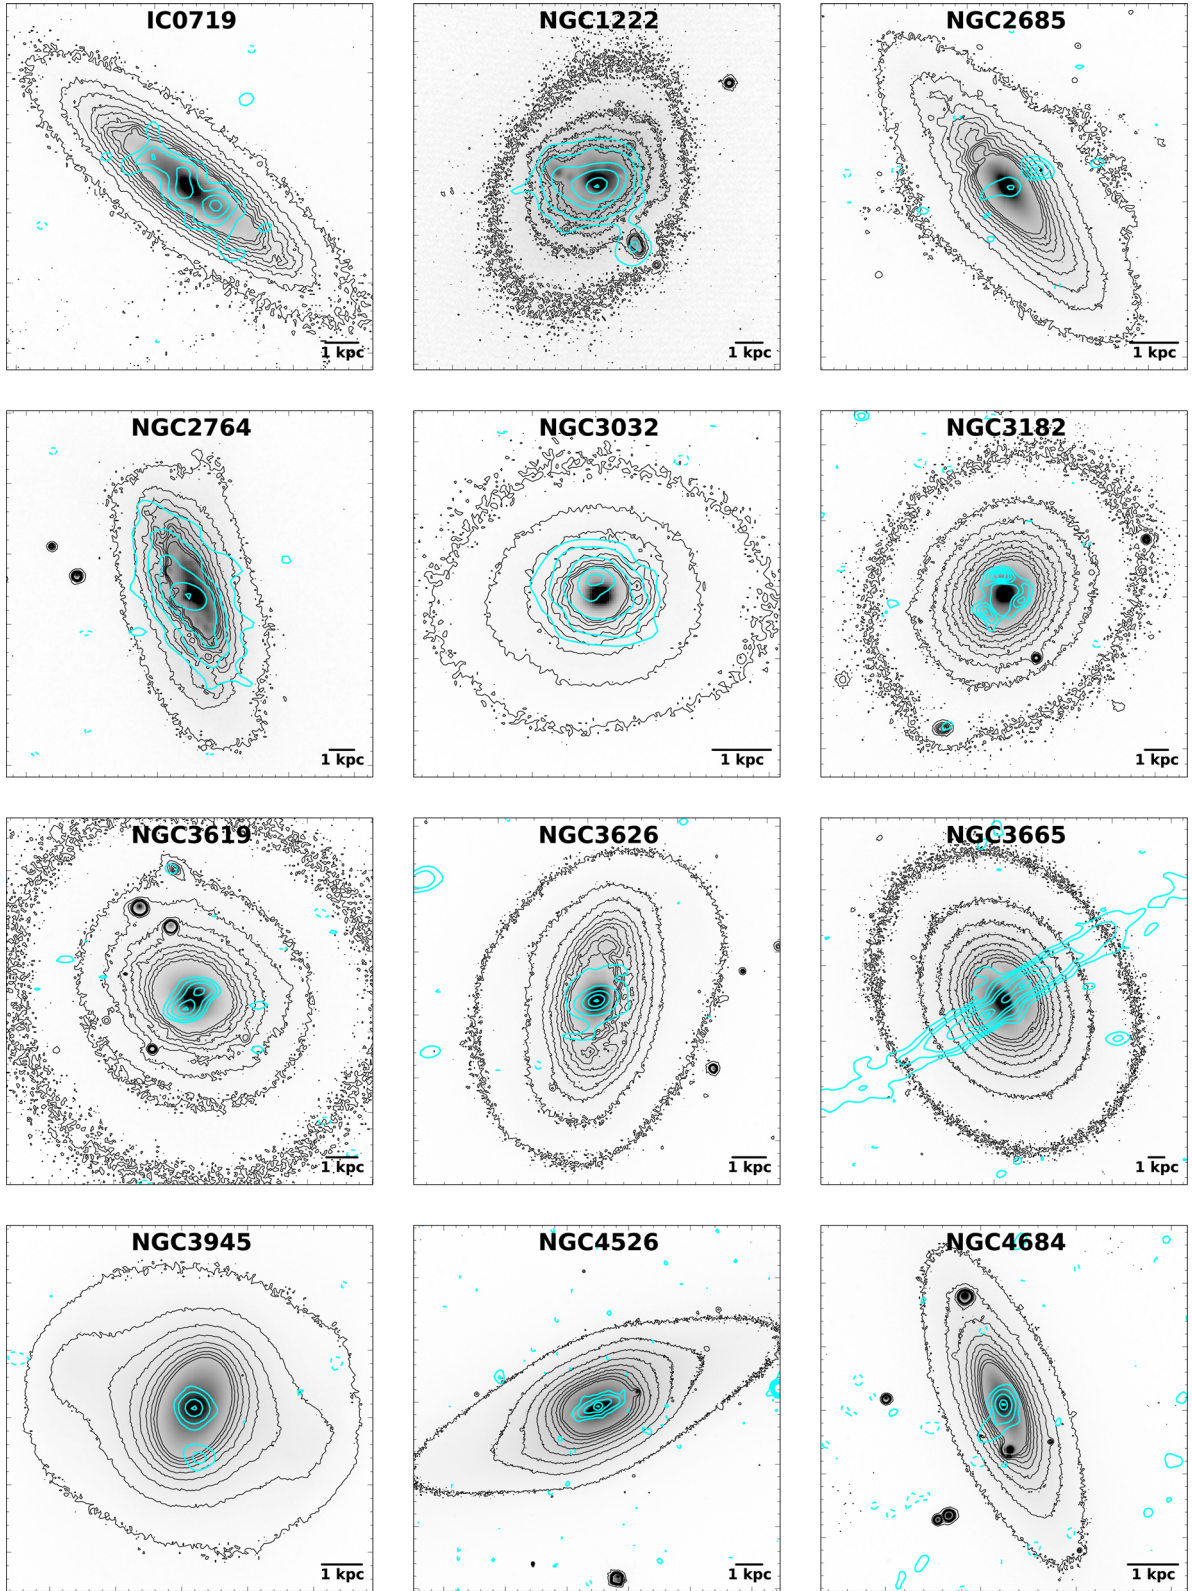 IC0719
NGC1222
NGC2685
1 kpc
1 kpc
1 kpc
NGC2764
NGC3032
NGC3182
1 kpc
1 kpc
1 kpc
NGC3619
NGC3626
NGC3665
1 kpc
1 kpc
1 kpc
NGC3945
NGC4526
NGC4684
1 kpc
1 kpc
1 kpc